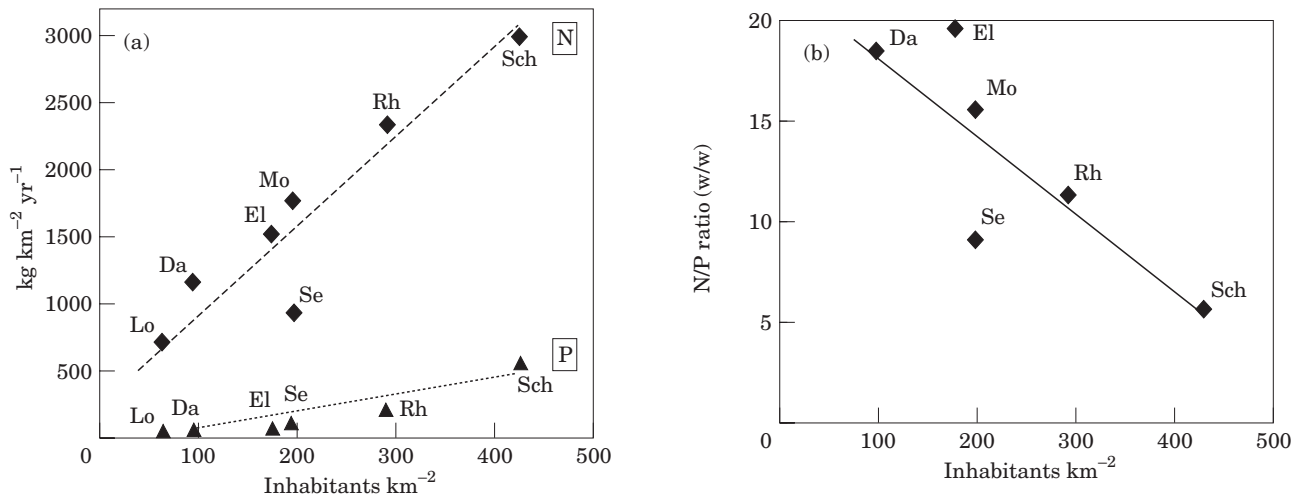 (a)
N
3000
2500
2000
1500
1000
500
kg km⁻² yr⁻¹
Sch
Rh
Mo
El
Da
Se
Lo
P
Sch
Lo
Da
El
Se
Rh
0
100
200
300
400
500
Inhabitants km⁻²
(b)
20
15
10
5
N/P ratio (w/w)
Da
El
Mo
Rh
Se
Sch
0
100
200
300
400
500
Inhabitants km⁻²